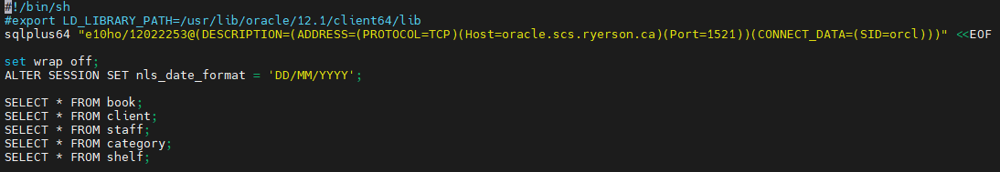 #!/bin/sh
#export LD_LIBRARY_PATH=/usr/lib/oracle/12.1/client64/lib
sqlplus64 "e10ho/12022253@(DESCRIPTION=(ADDRESS=(PROTOCOL=TCP)(Host=oracle.scs.ryerson.ca)(Port=1521))(CONNECT_DATA=(SID=orcl)))" <<EOF
set wrap off;
ALTER SESSION SET nls_date_format = 'DD/MM/YYYY';
SELECT * FROM book;
SELECT * FROM client;
SELECT * FROM staff;
SELECT * FROM category;
SELECT * FROM shelf;